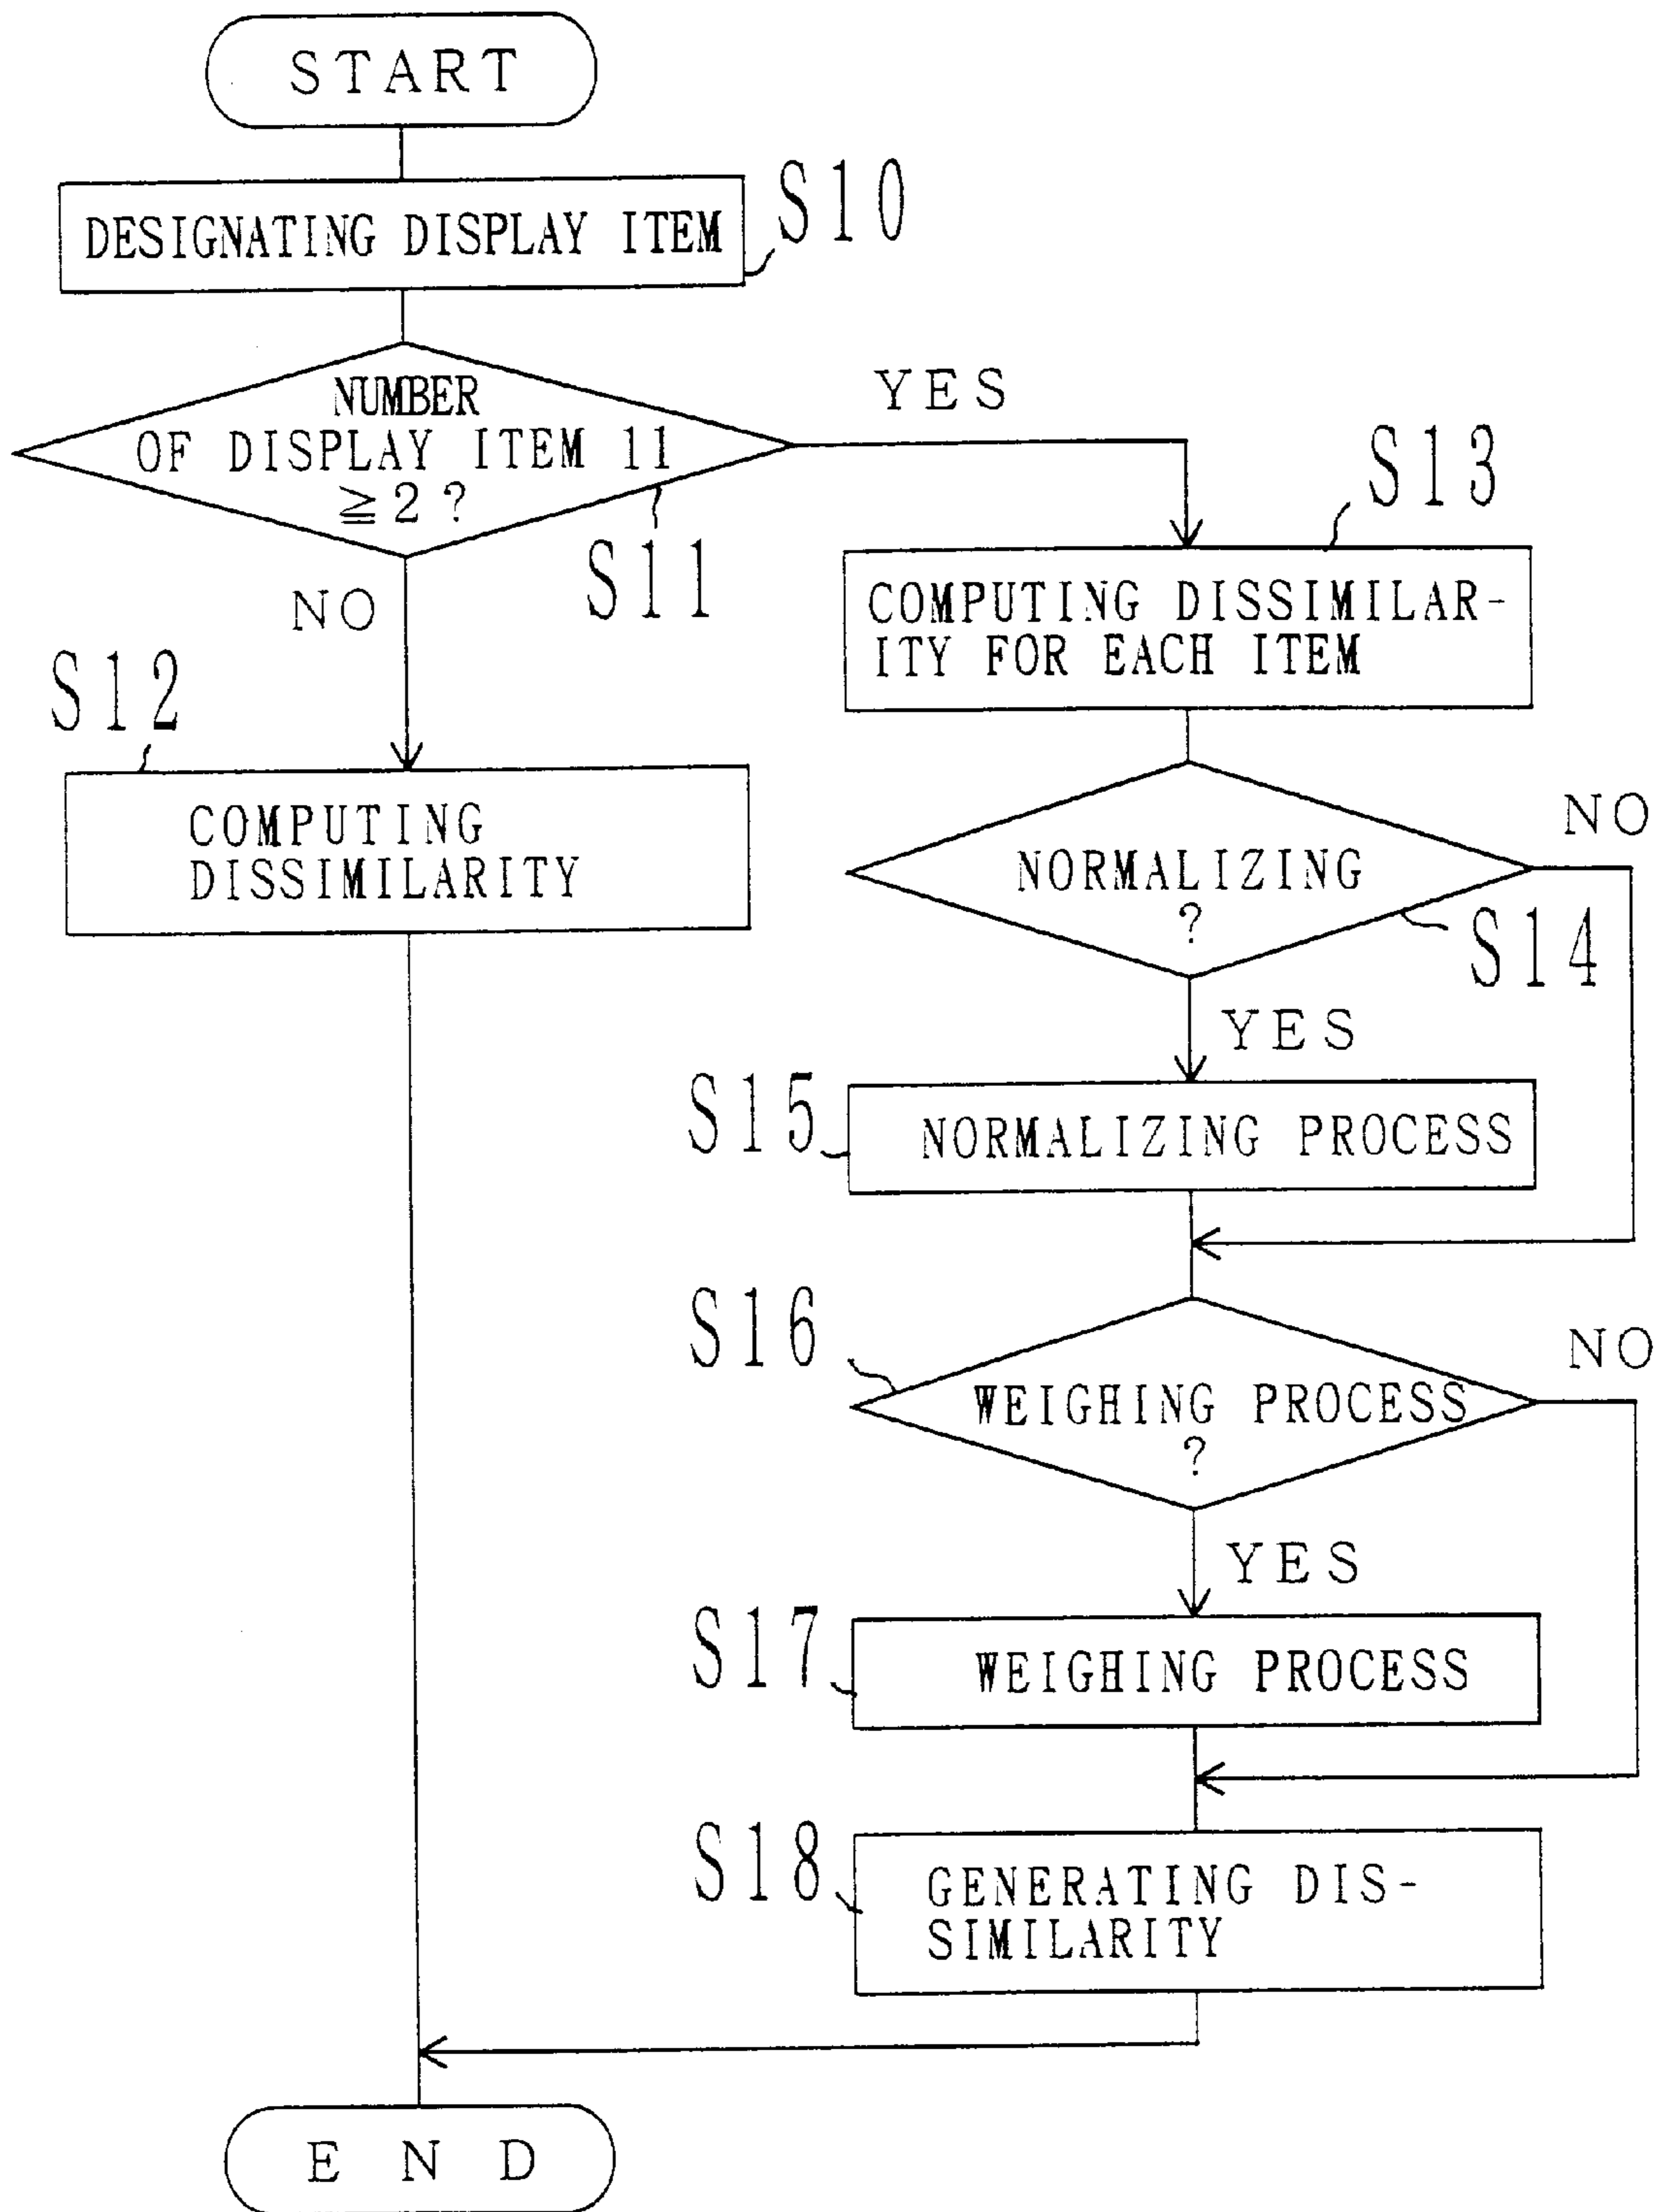 START
DESIGNATING DISPLAY ITEM
S10
NUMBER
OF DISPLAY ITEM 11
≧2?
S11
YES
NO
S12
COMPUTING
DISSIMILARITY
S13
COMPUTING DISSIMILAR-
ITY FOR EACH ITEM
NORMALIZING
?
S14
NO
YES
S15
NORMALIZING PROCESS
S16
WEIGHING PROCESS
?
NO
YES
S17
WEIGHING PROCESS
S18
GENERATING DIS-
SIMILARITY
END